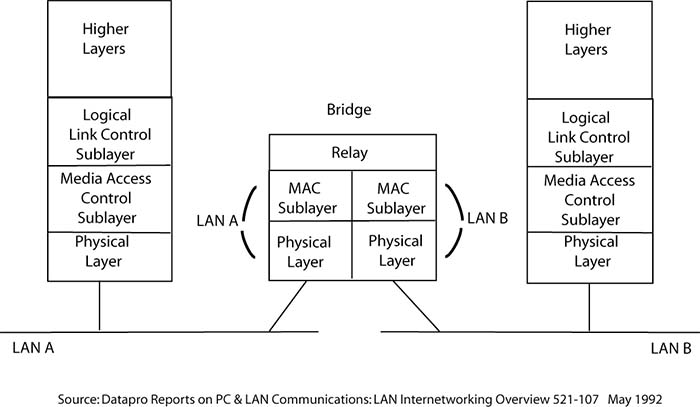 Higher
Layers
Logical
Link Control
Sublayer
Media Access
Control
Sublayer
Physical
Layer
Bridge
Relay
MAC
Sublayer
MAC
Sublayer
LAN A
LAN B
Physical
Layer
Physical
Layer
Higher
Layers
Logical
Link Control
Sublayer
Media Access
Control
Sublayer
Physical
Layer
LAN A
LAN B
Source: Datapro Reports on PC & LAN Communications: LAN Internetworking Overview 521-107 May 1992